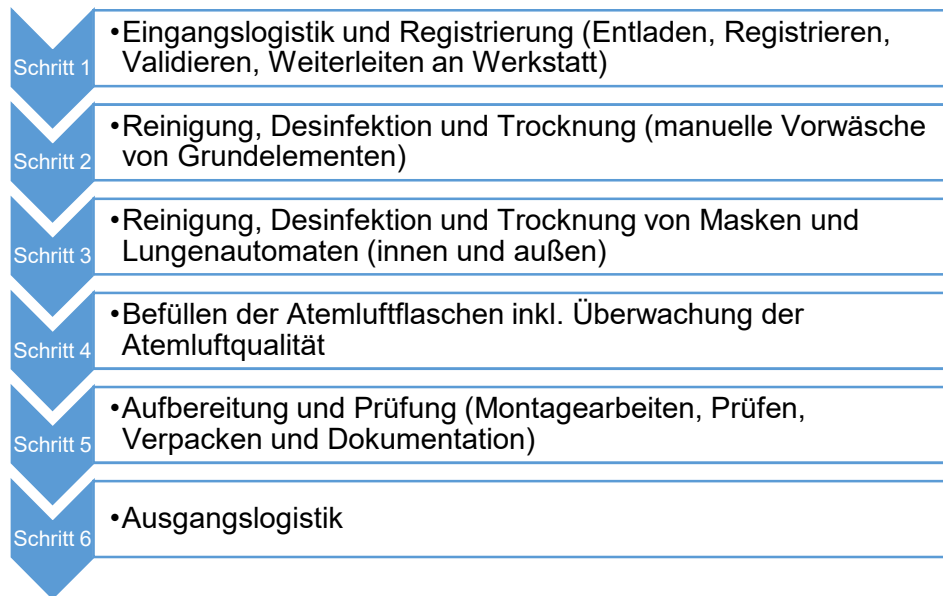 Schritt 1
•Eingangslogistik und Registrierung (Entladen, Registrieren,
Validieren, Weiterleiten an Werkstatt)
Schritt 2
•Reinigung, Desinfektion und Trocknung (manuelle Vorwäsche
von Grundelementen)
Schritt 3
•Reinigung, Desinfektion und Trocknung von Masken und
Lungenautomaten (innen und außen)
Schritt 4
•Befüllen der Atemluftflaschen inkl. Überwachung der
Atemluftqualität
Schritt 5
•Aufbereitung und Prüfung (Montagearbeiten, Prüfen,
Verpacken und Dokumentation)
Schritt 6
•Ausgangslogistik